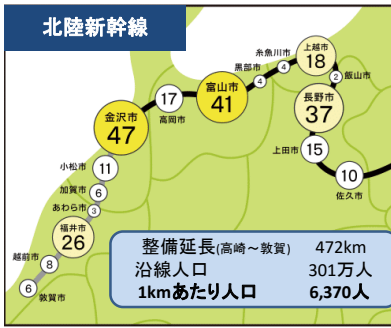 北陸新幹線
糸魚川市
上越市
18
黒部市
4
4
2
飯山市
富山市
41
17
高岡市
長野市
37
金沢市
47
上田市
15
10
佐久市
小松市
11
加賀市
6
あわら市
3
福井市
26
越前市
8
6
敦賀市
整備延長(高崎～敦賀) 472km
沿線人口 301万人
1kmあたり人口 6,370人